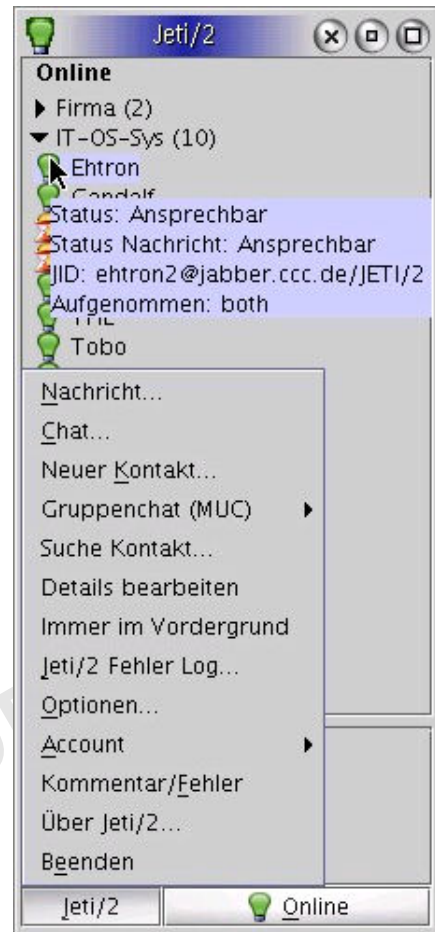 Jeti/2
Online
Firma (2)
IT-OS-Sys (10)
Ehtron
Gandalf
Status: Ansprechbar
Status Nachricht: Ansprechbar
JID: ehtron2@jabber.ccc.de/JETI/2
Aufgenommen: both
Tobo
Nachricht...
Chat...
Neuer Kontakt...
Gruppenchat (MUC)
Suche Kontakt...
Details bearbeiten
Immer im Vordergrund
Jeti/2 Fehler Log...
Optionen...
Account
Kommentar/Fehler
Über Jeti/2...
Beenden
Jeti/2
Online